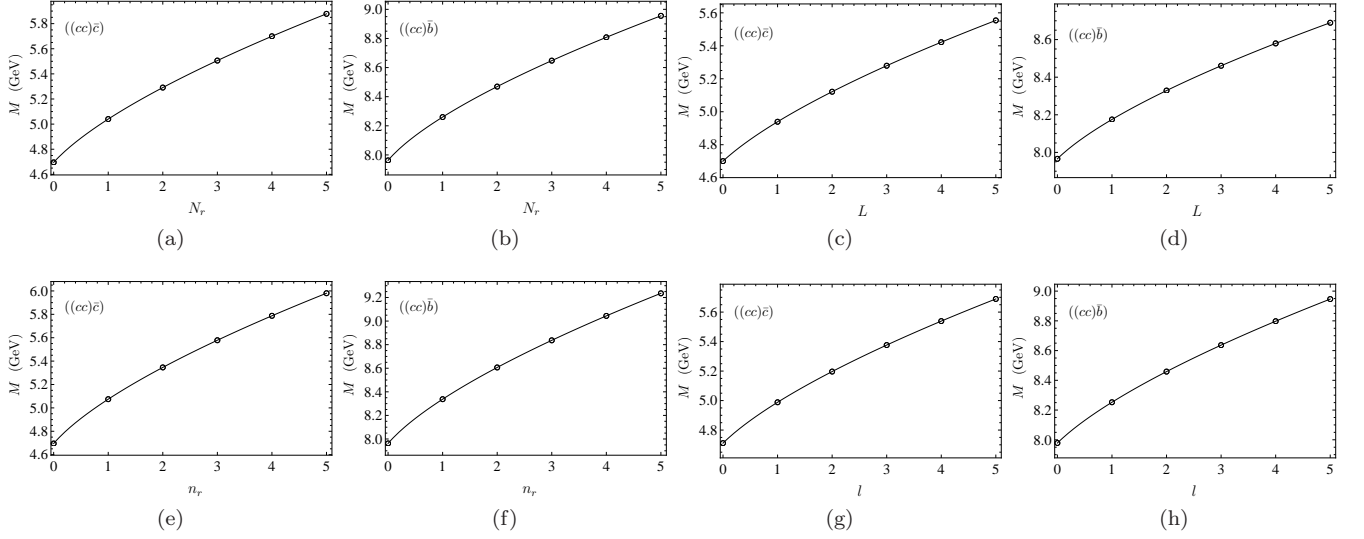 ((cc)c̄)
M (GeV)
5.8
5.6
5.4
5.2
5.0
4.8
4.6
0 1 2 3 4 5
N_r
(a)
((cc)b̄)
M (GeV)
9.0
8.8
8.6
8.4
8.2
8.0
0 1 2 3 4 5
N_r
(b)
((cc)c̄)
M (GeV)
5.6
5.4
5.2
5.0
4.8
4.6
0 1 2 3 4 5
L
(c)
((cc)b̄)
M (GeV)
8.6
8.4
8.2
8.0
0 1 2 3 4 5
L
(d)
((cc)c̄)
M (GeV)
6.0
5.8
5.6
5.4
5.2
5.0
4.8
4.6
0 1 2 3 4 5
n_r
(e)
((cc)b̄)
M (GeV)
9.2
9.0
8.8
8.6
8.4
8.2
8.0
0 1 2 3 4 5
n_r
(f)
((cc)c̄)
M (GeV)
5.6
5.4
5.2
5.0
4.8
0 1 2 3 4 5
l
(g)
((cc)b̄)
M (GeV)
9.0
8.8
8.6
8.4
8.2
8.0
0 1 2 3 4 5
l
(h)